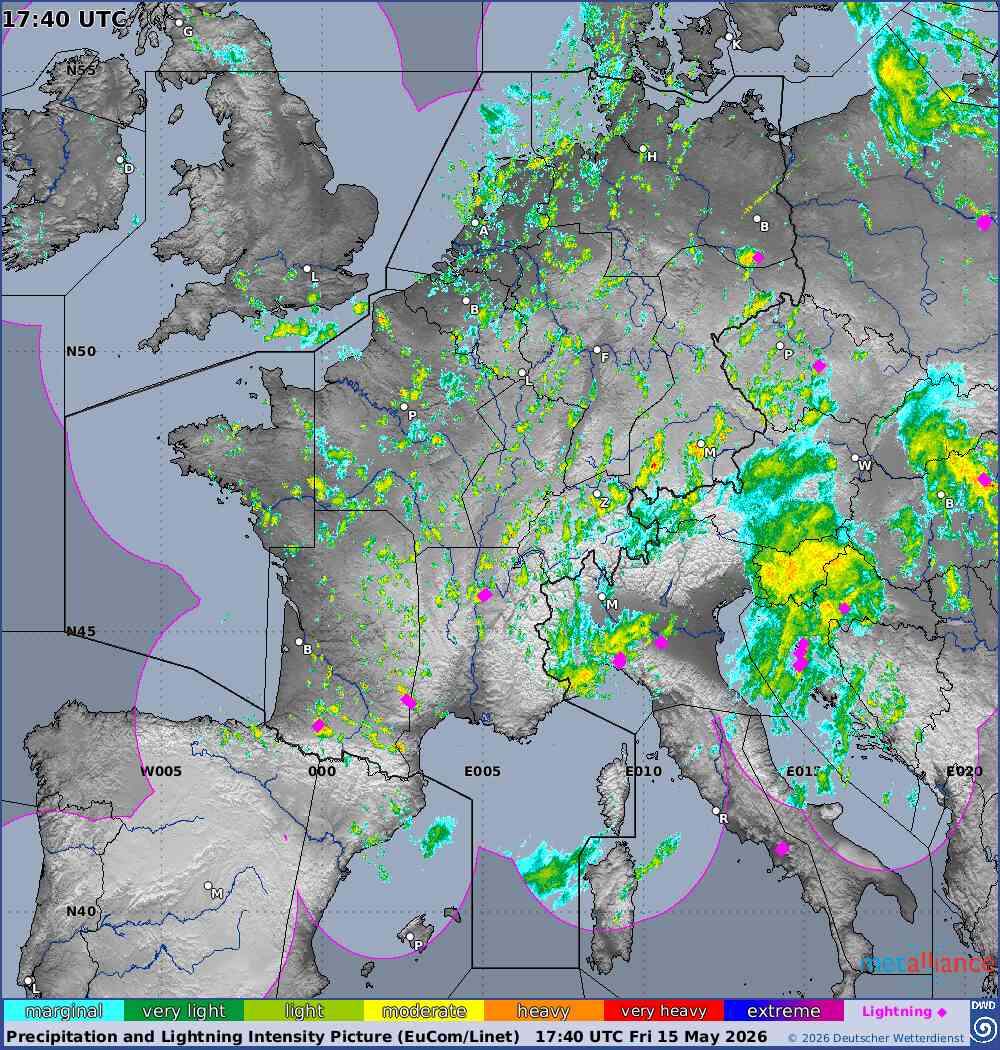 17:40 UTC
G
K
N55
H
D
A
B
L
B
N50
P
F
L
P
M
W
Z
B
M
N45
B
W005
000
E005
E010
E015
E020
R
M
N40
P
L
metalliance
marginal very light light moderate heavy very heavy extreme Lightning ◆
DWD
Precipitation and Lightning Intensity Picture (EuCom/Linet) 17:40 UTC Fri 15 May 2026 © 2026 Deutscher Wetterdienst